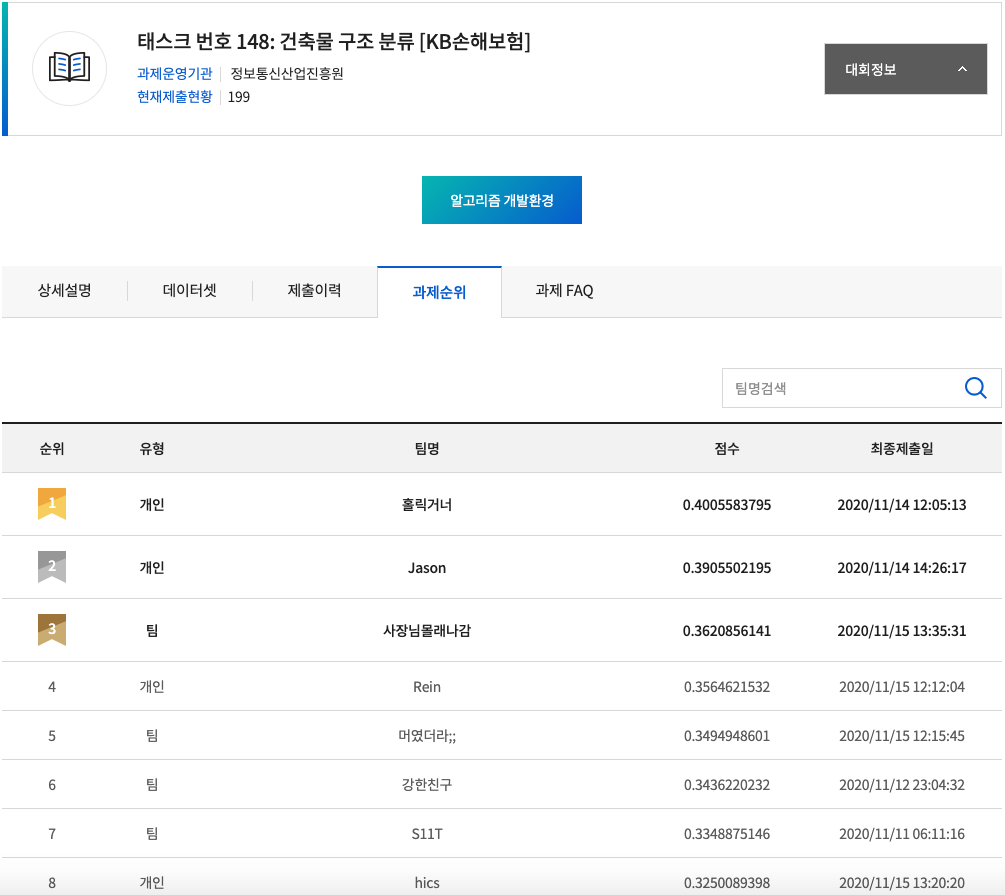 태스크 번호 148: 건축물 구조 분류 [KB손해보험]
과제운영기관 정보통신산업진흥원
현재제출현황 199
대회정보
알고리즘 개발환경
상세설명 데이터셋 제출이력 과제순위 과제 FAQ
팀명검색
순위 유형 팀명 점수 최종제출일
1 개인 홀릭거너 0.4005583795 2020/11/14 12:05:13
2 개인 Jason 0.3905502195 2020/11/14 14:26:17
3 팀 사장님몰래나감 0.3620856141 2020/11/15 13:35:31
4 개인 Rein 0.3564621532 2020/11/15 12:12:04
5 팀 머였더라;; 0.3494948601 2020/11/15 12:15:45
6 팀 강한친구 0.3436220232 2020/11/12 23:04:32
7 팀 S11T 0.3348875146 2020/11/11 06:11:16
8 개인 hics 0.3250089398 2020/11/15 13:20:20